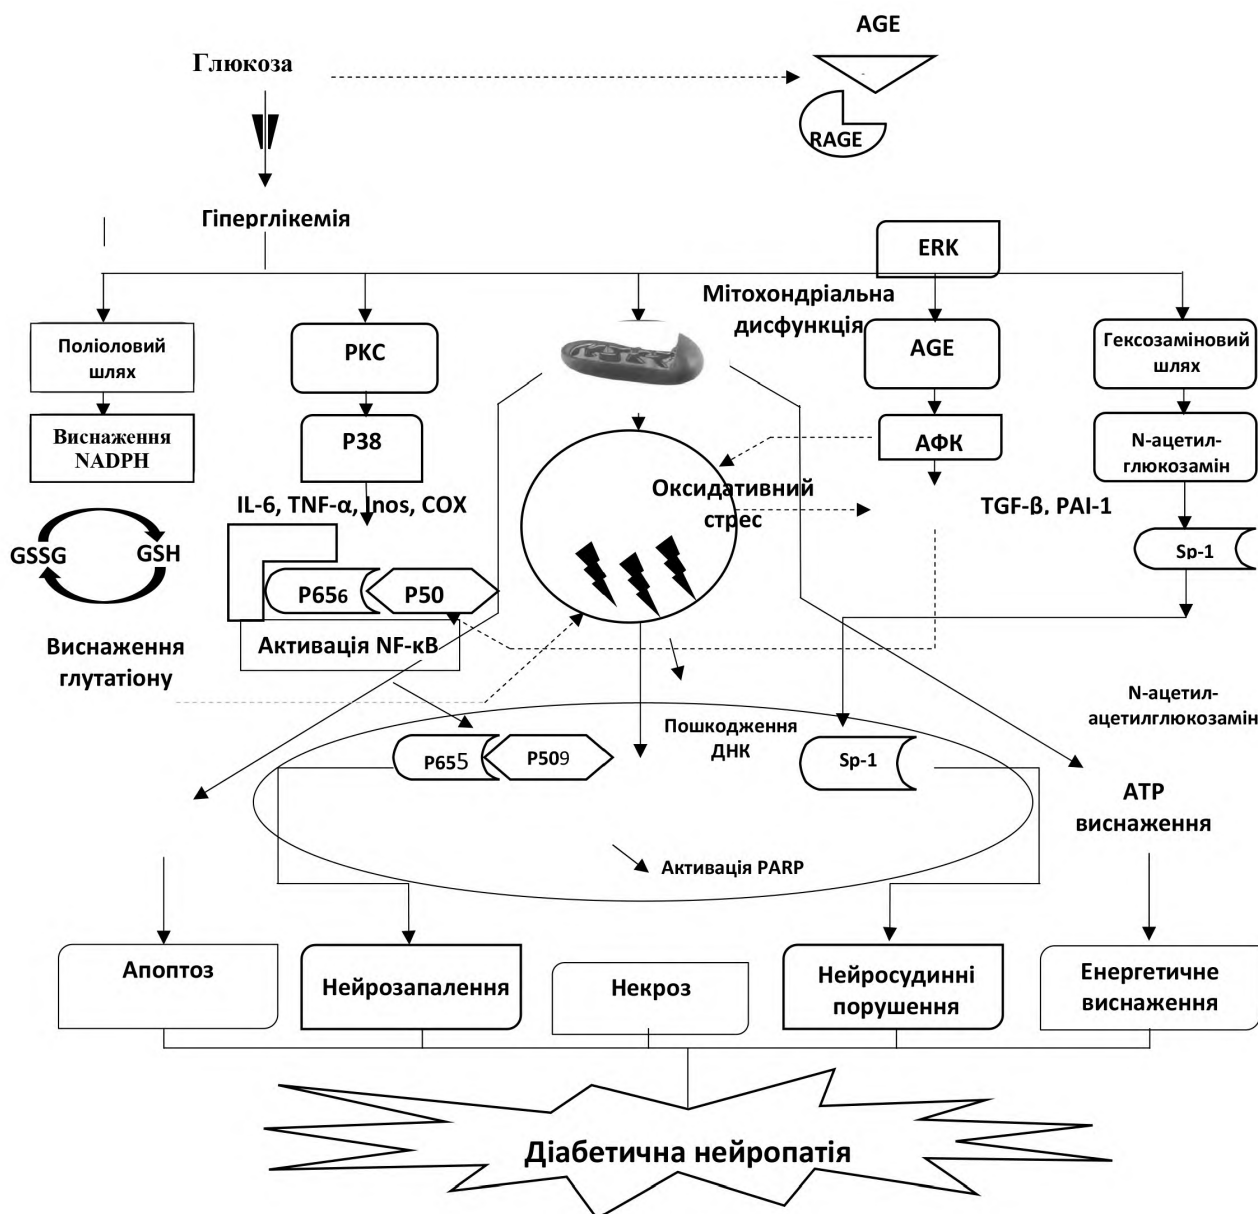 AGE
Глюкоза
RAGE
Гіперглікемія
ERK
Мітохондріальна
дисфункція
Поліоловий
шлях
PKC
AGE
Гексозаміновий
шлях
Виснаження
NADPH
P38
АФК
N-ацетил-
глюкозамін
IL-6, TNF-α, Inos, COX
Оксидативний
стрес
TGF-β, PAI-1
GSSG
GSH
Sp-1
P656
P50
Активація NF-κB
Виснаження
глутатіону
N-ацетил-
ацетилглюкозамін
Пошкодження
ДНК
P655
P509
Sp-1
АТР
виснаження
Активація PARP
Апоптоз
Нейрозапалення
Некроз
Нейросудинні
порушення
Енергетичне
виснаження
Діабетична нейропатія